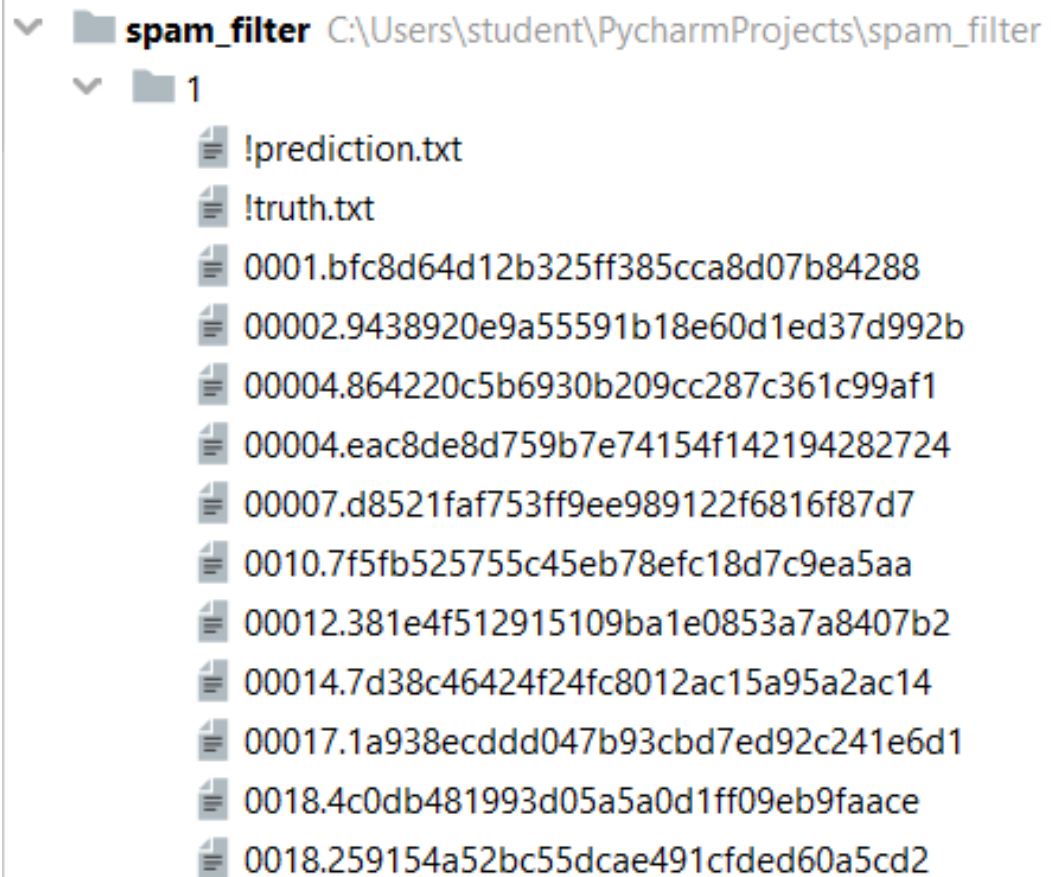 spam_filter C:\Users\student\PycharmProjects\spam_filter
1
!prediction.txt
!truth.txt
0001.bfc8d64d12b325ff385cca8d07b84288
00002.9438920e9a55591b18e60d1ed37d992b
00004.864220c5b6930b209cc287c361c99af1
00004.eac8de8d759b7e74154f142194282724
00007.d8521faf753ff9ee989122f6816f87d7
0010.7f5fb525755c45eb78efc18d7c9ea5aa
00012.381e4f512915109ba1e0853a7a8407b2
00014.7d38c46424f24fc8012ac15a95a2ac14
00017.1a938ecddd047b93cbd7ed92c241e6d1
0018.4c0db481993d05a5a0d1ff09eb9faace
0018.259154a52bc55dcae491cfded60a5cd2